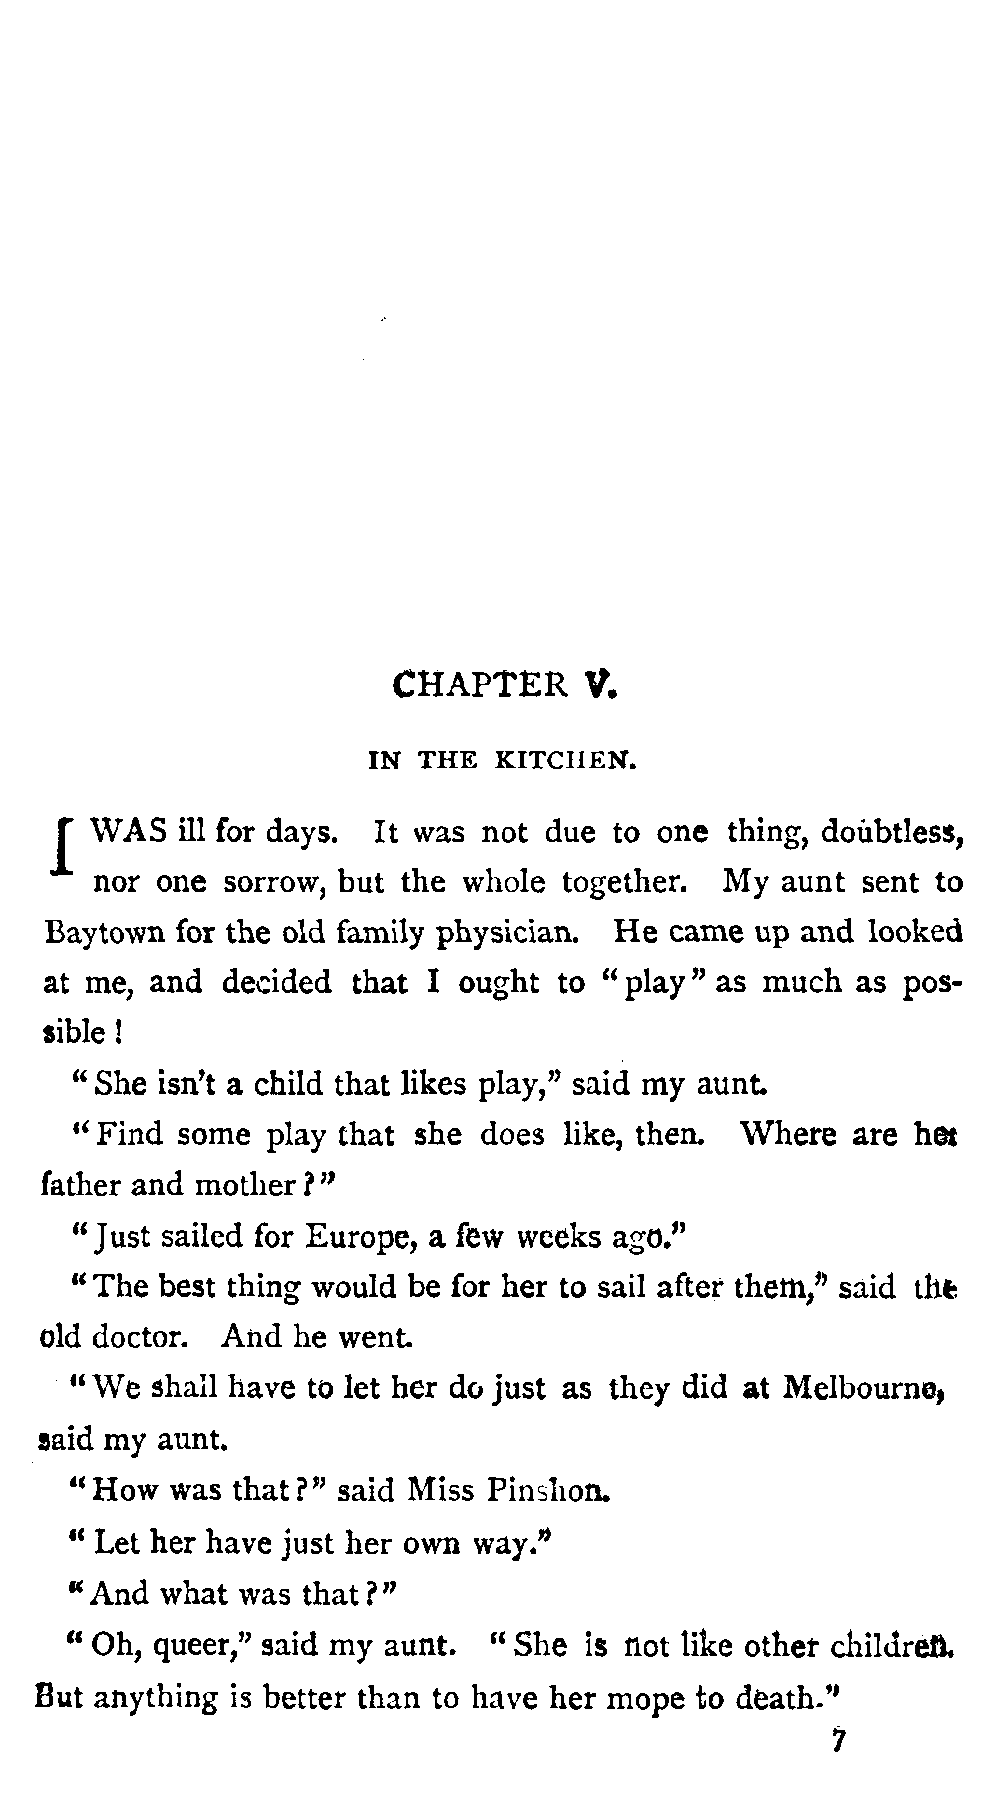 CHAPTER V.
IN THE KITCHEN.
I WAS ill for days. It was not due to one thing, doubtless,
nor one sorrow, but the whole together. My aunt sent to
Baytown for the old family physician. He came up and looked
at me, and decided that I ought to “play” as much as pos-
sible!
“She isn’t a child that likes play,” said my aunt.
“Find some play that she does like, then. Where are her
father and mother?”
“Just sailed for Europe, a few weeks ago.”
“The best thing would be for her to sail after them,” said the
old doctor. And he went.
“We shall have to let her do just as they did at Melbourne,
said my aunt.
“How was that?” said Miss Pinshon.
“Let her have just her own way.”
“And what was that?”
“Oh, queer,” said my aunt. “She is not like other children.
But anything is better than to have her mope to death.”
7